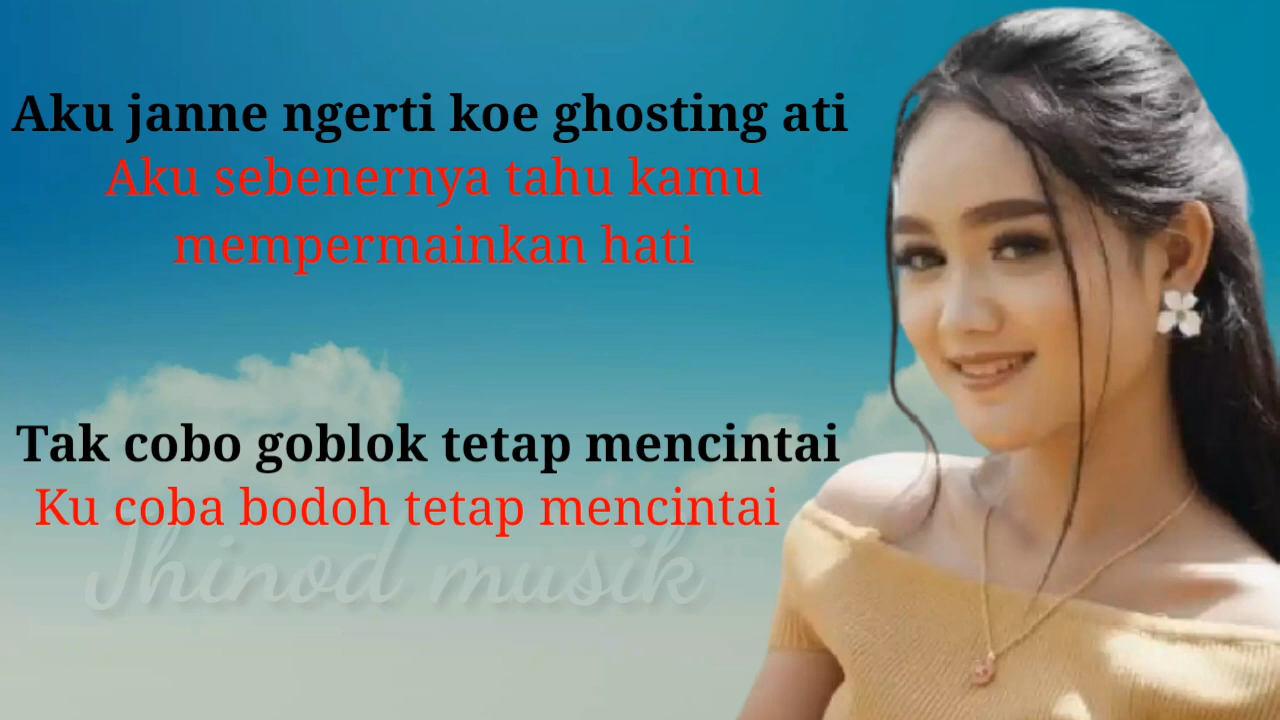 Aku janne ngerti koe ghosting ati
Aku sebenernya tahu kamu
mempermainkan hati
Tak cobo goblok tetap mencintai
Ku coba bodoh tetap mencintai
Jhinod musik